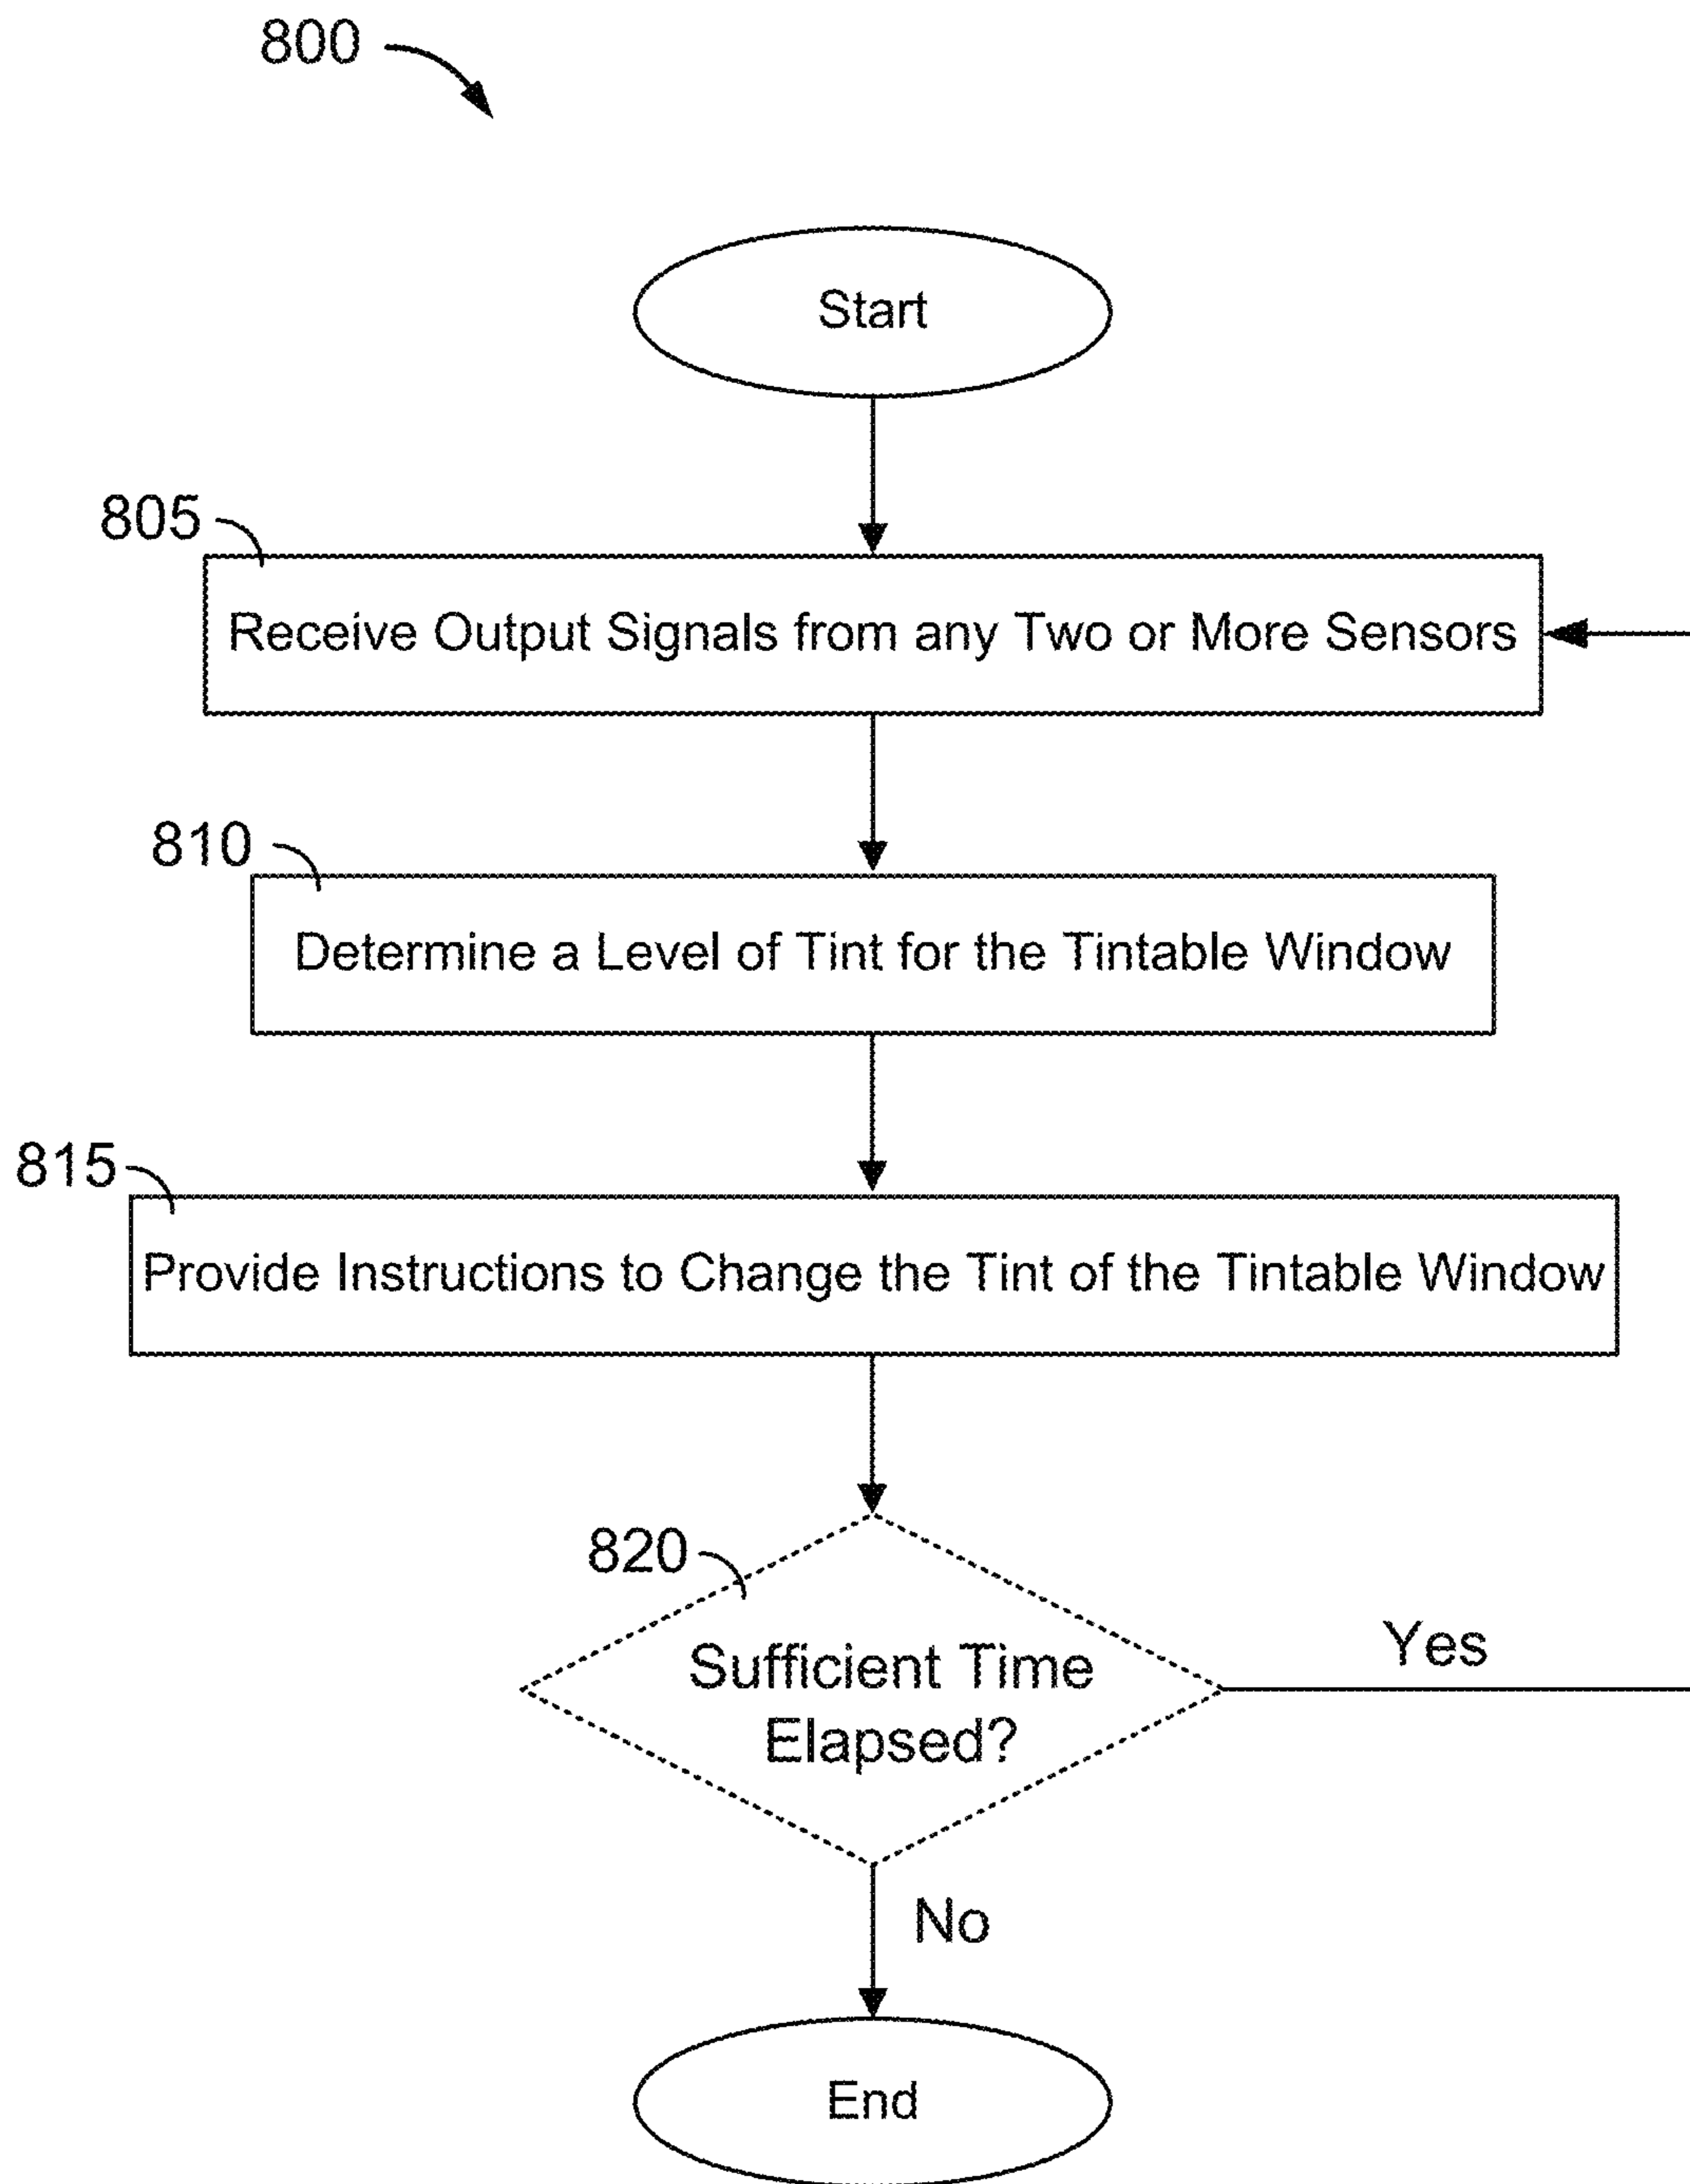 800
Start
805
Receive Output Signals from any Two or More Sensors
810
Determine a Level of Tint for the Tintable Window
815
Provide Instructions to Change the Tint of the Tintable Window
820
Sufficient Time
Elapsed?
Yes
No
End